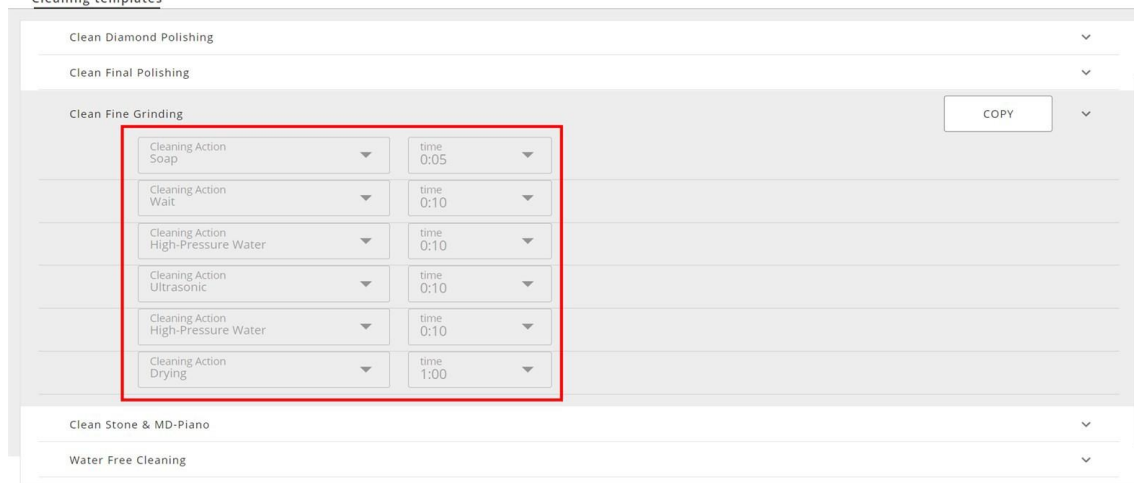 Cleaning templates
Clean Diamond Polishing
Clean Final Polishing
Clean Fine Grinding
COPY
Cleaning Action
time
Soap
0:05
Cleaning Action
time
Wait
0:10
Cleaning Action
time
High-Pressure Water
0:10
Cleaning Action
time
Ultrasonic
0:10
Cleaning Action
time
High-Pressure Water
0:10
Cleaning Action
time
Drying
1:00
Clean Stone & MD-Piano
Water Free Cleaning